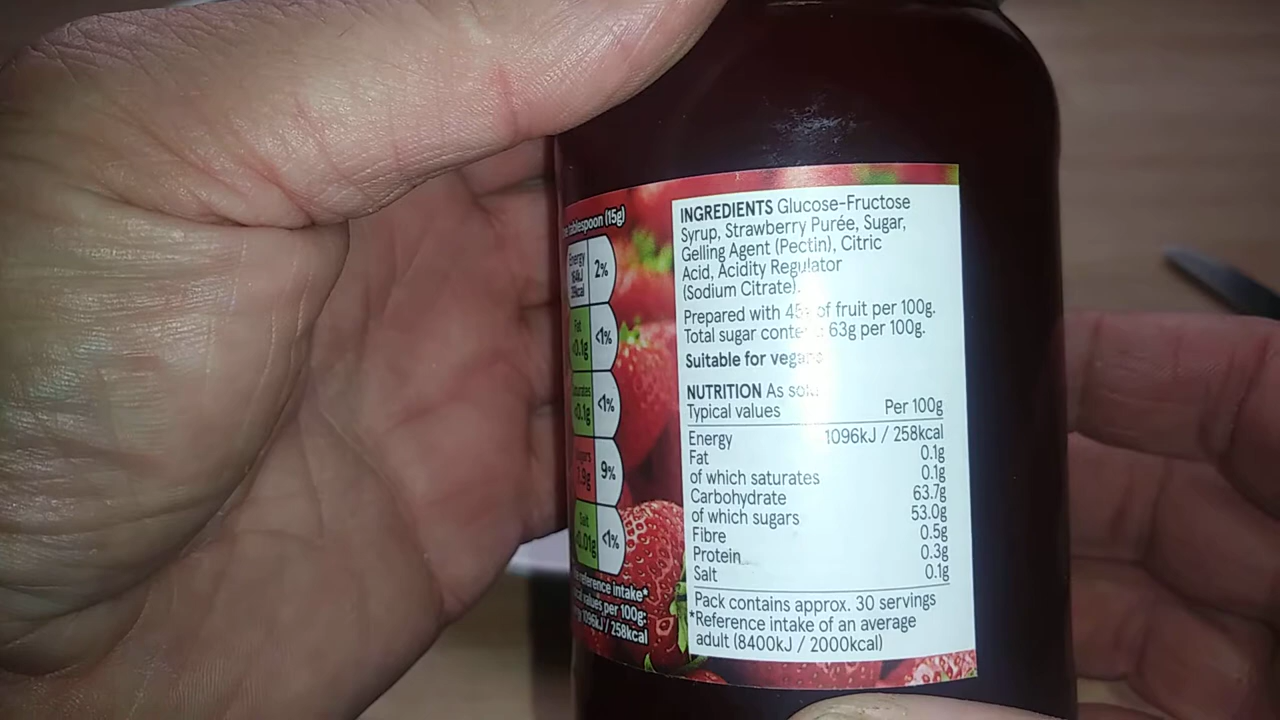 tablespoon (15g)
Energy
2%
Fat
<1%
<0.1g
<1%
<0.1g
9%
7.9g
Salt
<1%
<0.01g
reference intake*
values per 100g:
1096kJ / 258kcal
INGREDIENTS Glucose-Fructose
Syrup, Strawberry Purée, Sugar,
Gelling Agent (Pectin), Citric
Acid, Acidity Regulator
(Sodium Citrate).
Prepared with of fruit per 100g.
Total sugar 63g per 100g.
Suitable for
NUTRITION As
Typical values Per 100g
Energy 1096kJ / 258kcal
Fat 0.1g
of which saturates 0.1g
Carbohydrate 63.7g
of which sugars 53.0g
Fibre 0.5g
Protein 0.3g
Salt 0.1g
Pack contains approx. 30 servings
*Reference intake of an average
adult (8400kJ / 2000kcal)